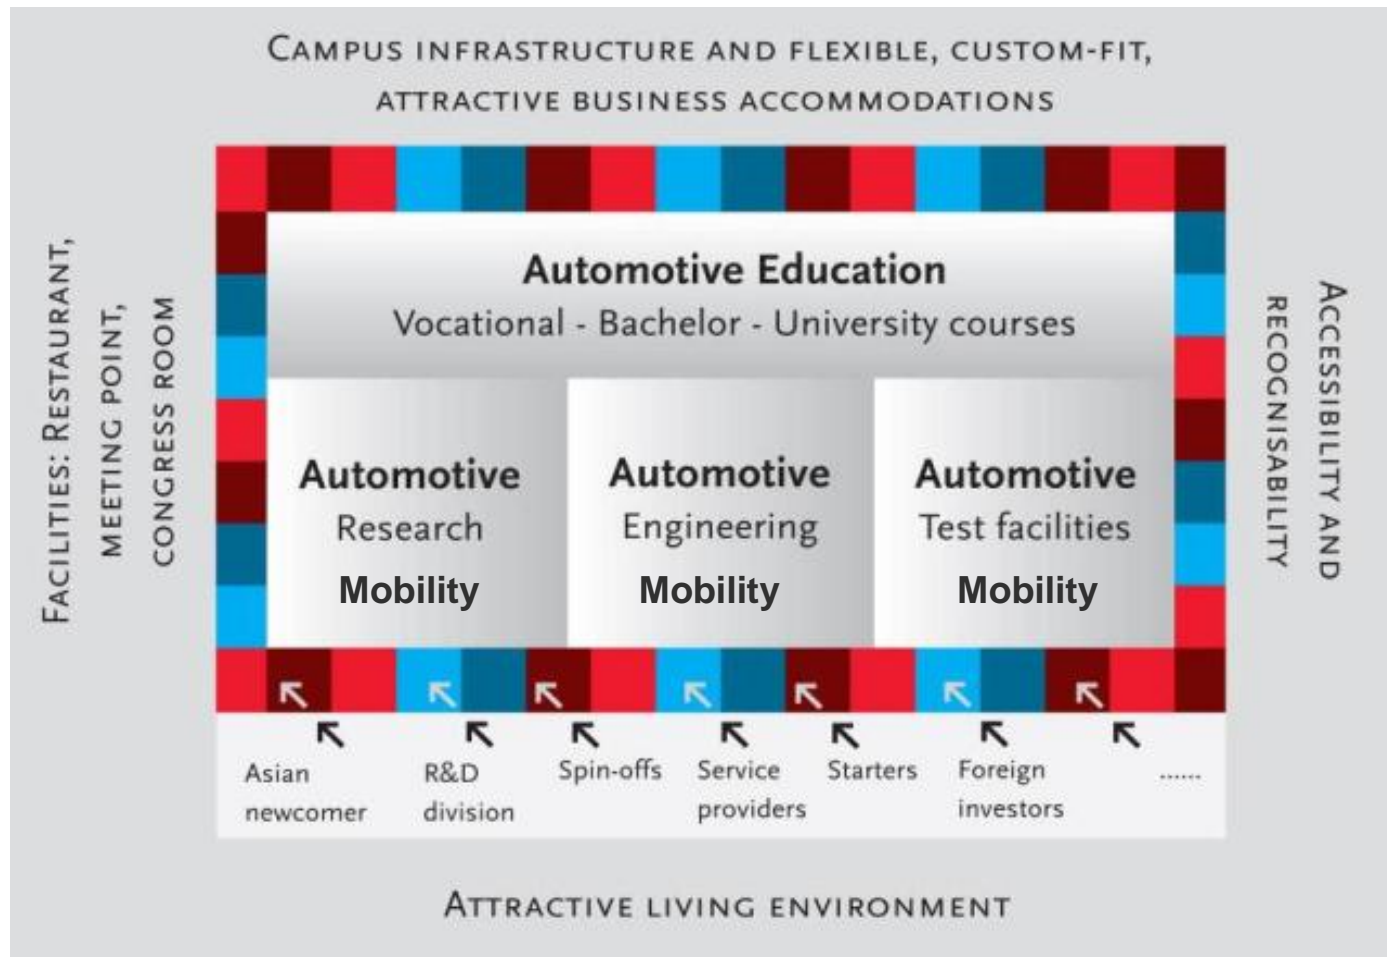 CAMPUS INFRASTRUCTURE AND FLEXIBLE, CUSTOM-FIT,
ATTRACTIVE BUSINESS ACCOMMODATIONS
FACILITIES: RESTAURANT,
MEETING POINT,
CONGRESS ROOM
Automotive Education
Vocational - Bachelor - University courses
Automotive
Research
Mobility
Automotive
Engineering
Mobility
Automotive
Test facilities
Mobility
ACCESSIBILITY AND
RECOGNISABILITY
Asian
newcomer
R&D
division
Spin-offs
Service
providers
Starters
Foreign
investors
......
ATTRACTIVE LIVING ENVIRONMENT